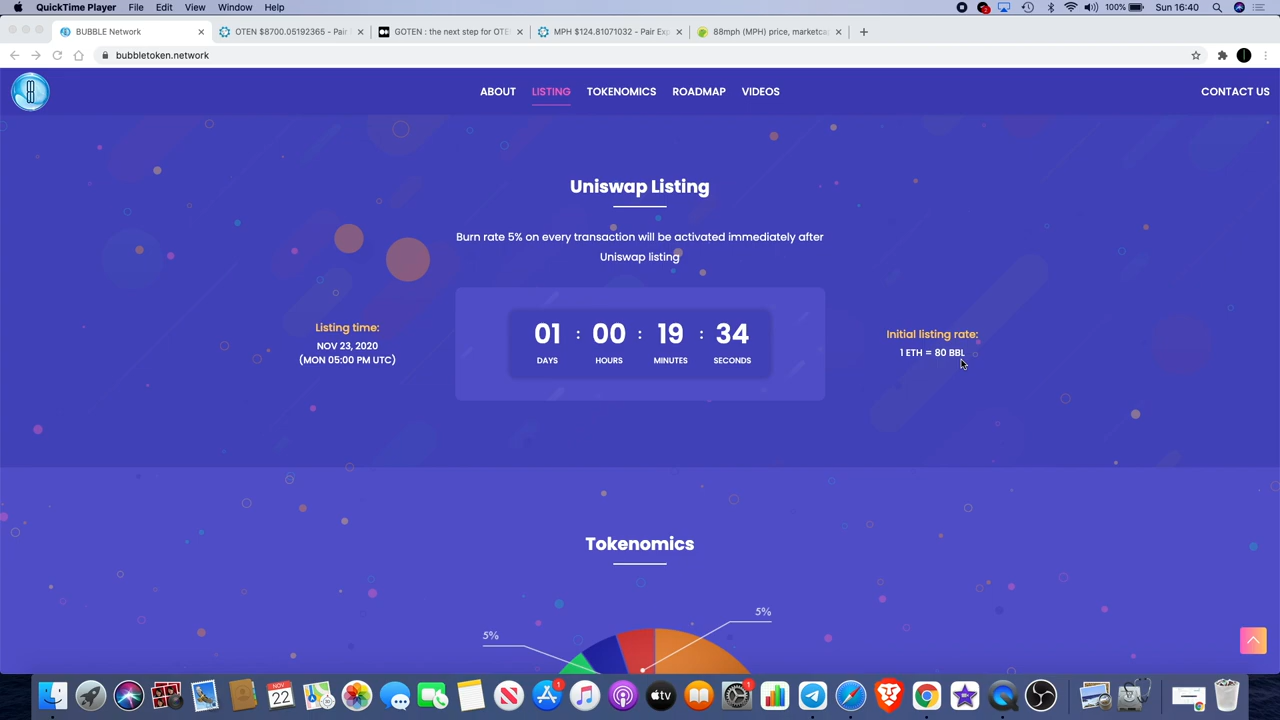 QuickTime Player File Edit View Window Help
100% Sun 16:40
BUBBLE Network
OTEN $8700.05192365 - Pair
GOTEN : the next step for OTE
MPH $124.81071032 - Pair Exp
88mph (MPH) price, marketca
bubbletoken.network
ABOUT LISTING TOKENOMICS ROADMAP VIDEOS CONTACT US
Uniswap Listing
Burn rate 5% on every transaction will be activated immediately after
Uniswap listing
Listing time:
NOV 23, 2020
(MON 05:00 PM UTC)
01 : 00 : 19 : 34
DAYS HOURS MINUTES SECONDS
Initial listing rate:
1 ETH = 80 BBL
Tokenomics
5%
5%
NOV
22
tv